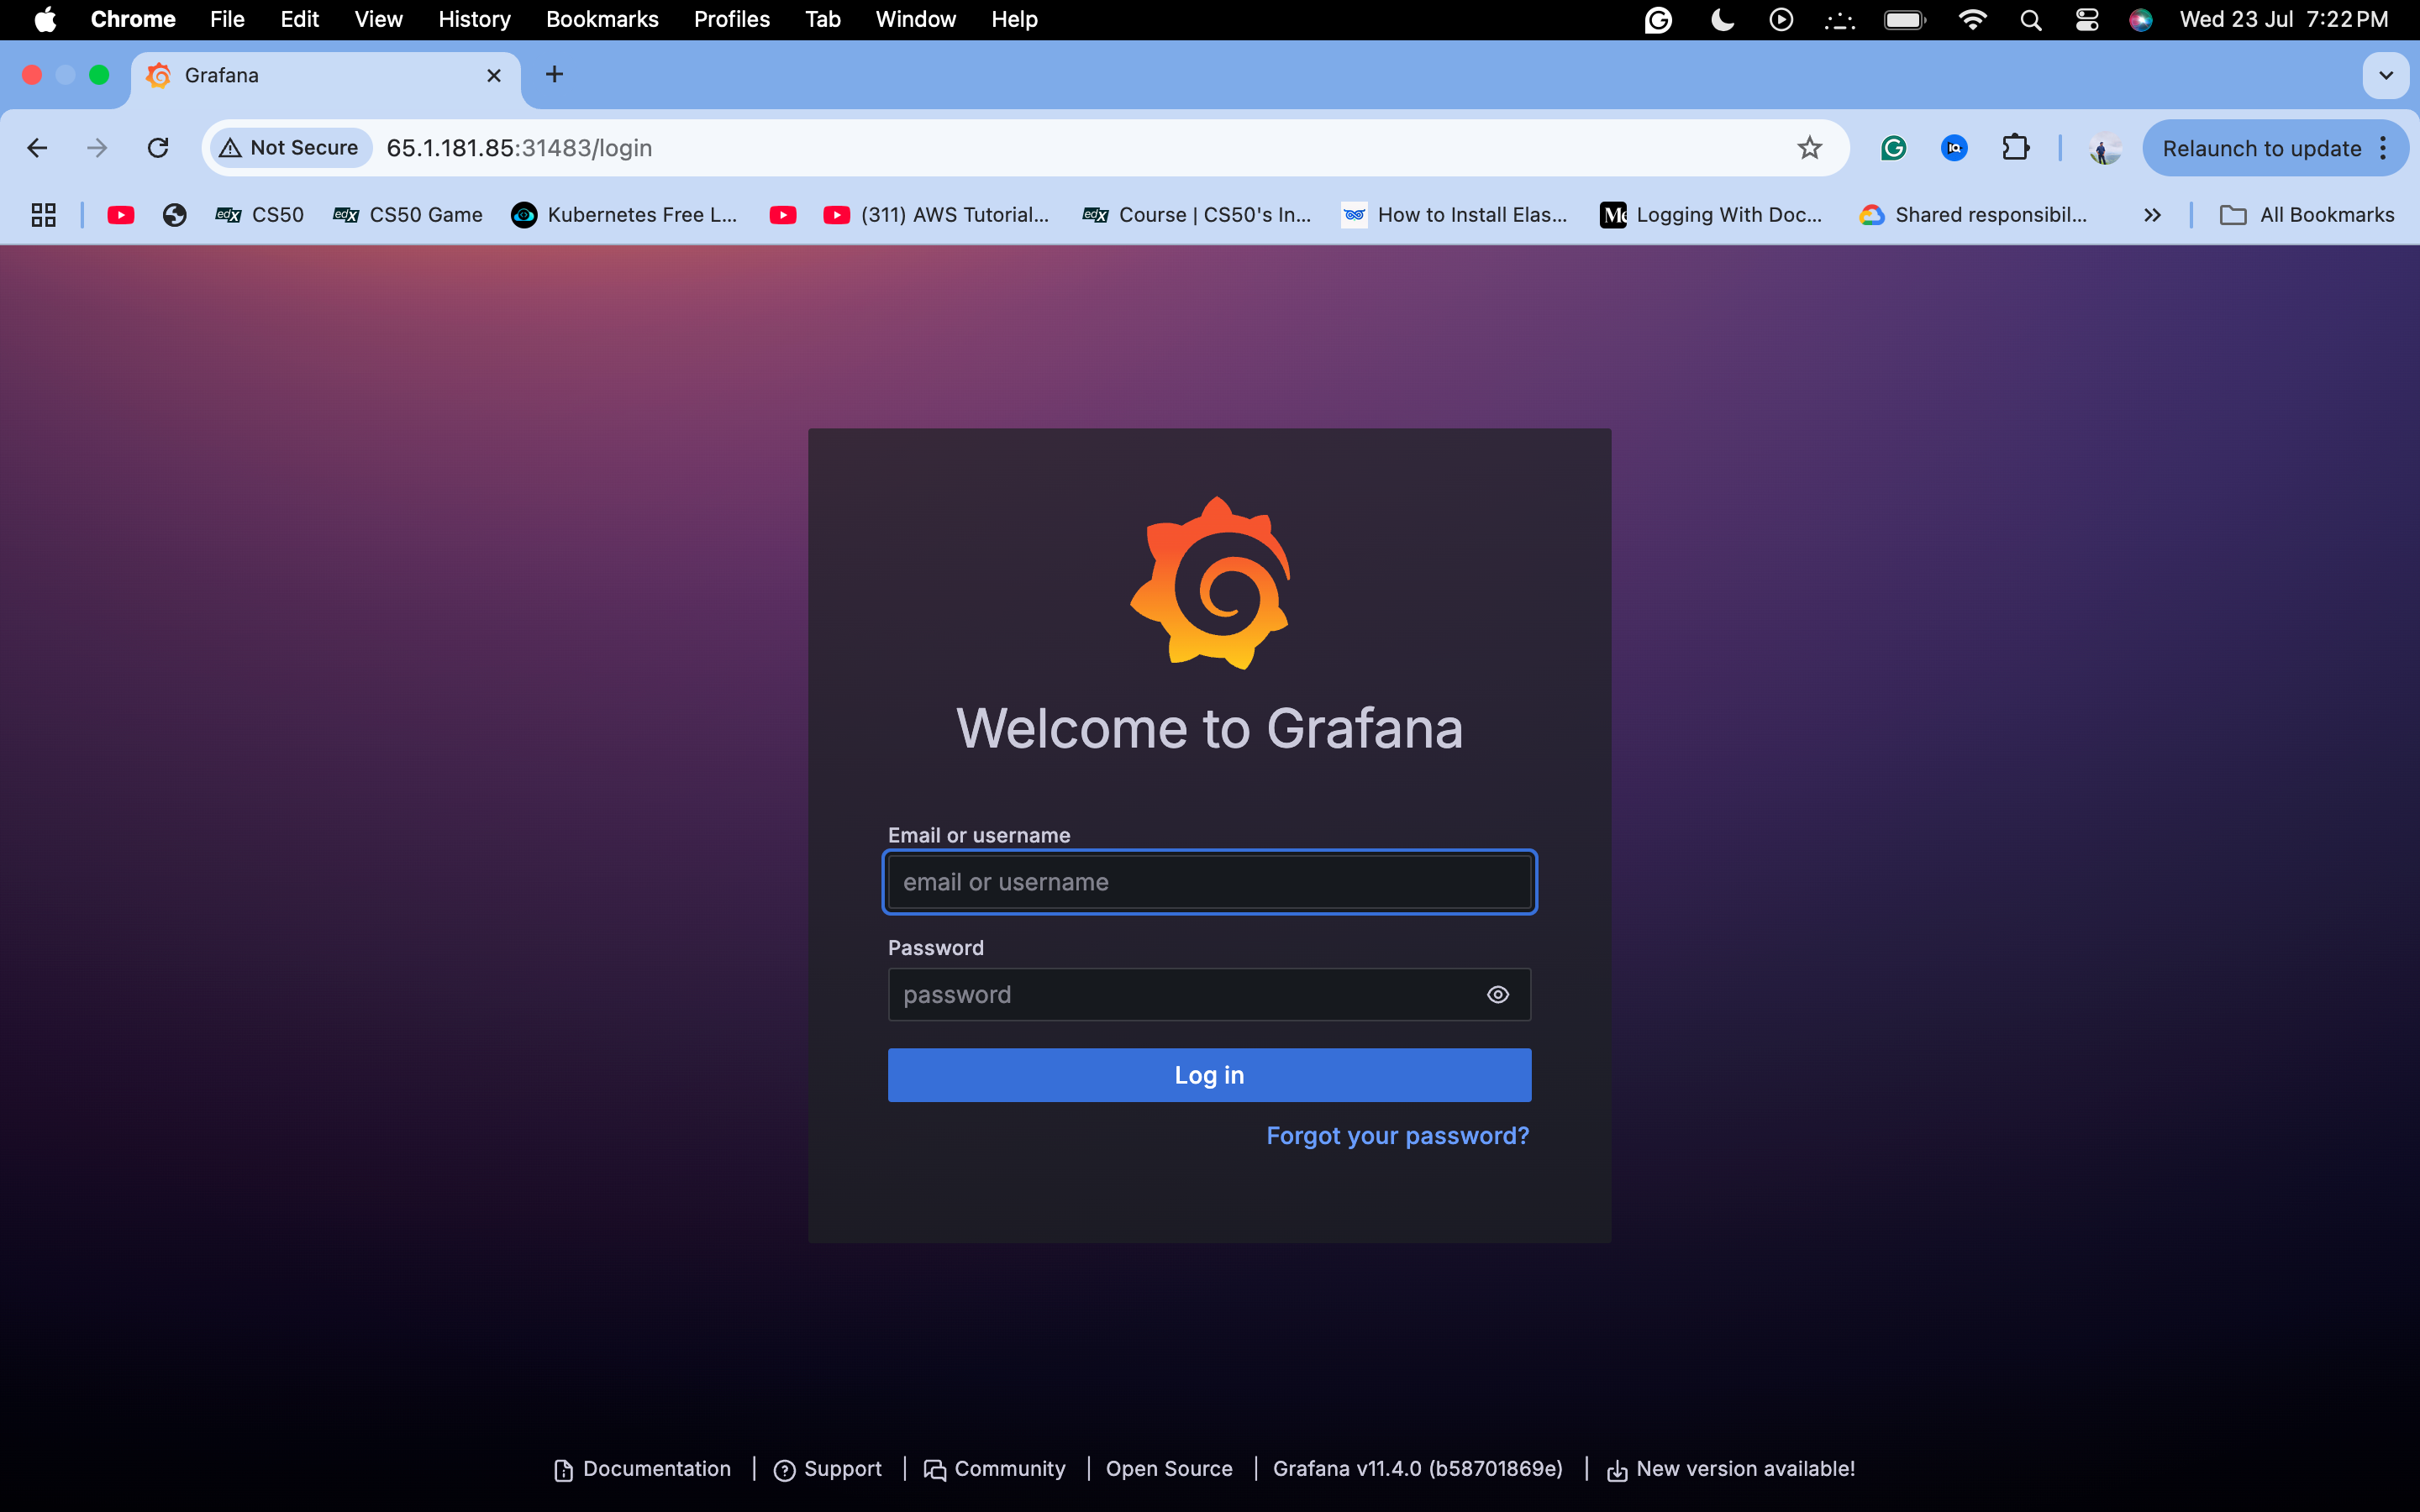 Chrome File Edit View History Bookmarks Profiles Tab Window Help Wed 23 Jul 7:22 PM
Grafana
Not Secure 65.1.181.85:31483/login Relaunch to update
CS50 CS50 Game Kubernetes Free L... (311) AWS Tutorial... Course | CS50's In... How to Install Elas... Logging With Doc... Shared responsibil... All Bookmarks
Welcome to Grafana
Email or username
email or username
Password
password
Log in
Forgot your password?
Documentation | Support | Community | Open Source | Grafana v11.4.0 (b58701869e) | New version available!